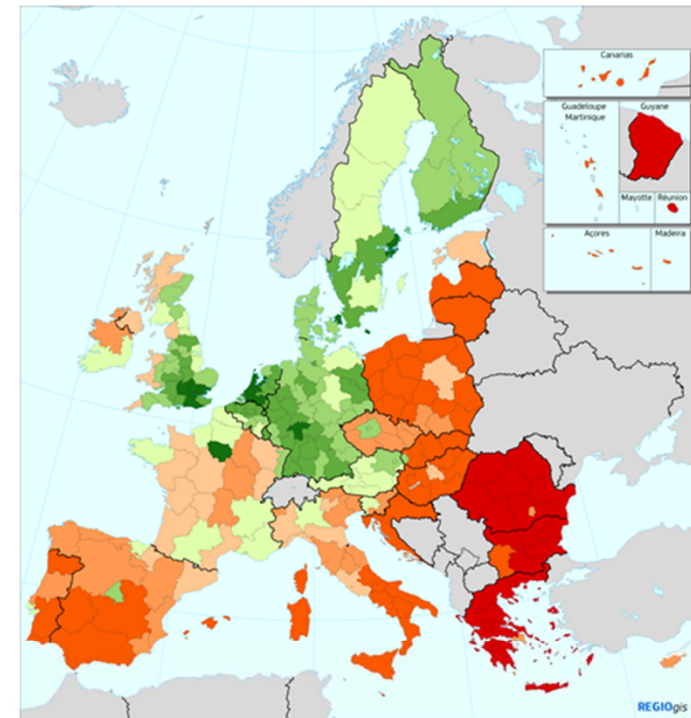 Canarias
Guadeloupe
Martinique
Guyane
Mayotte
Réunion
Açores
Madeira
REGIOgis